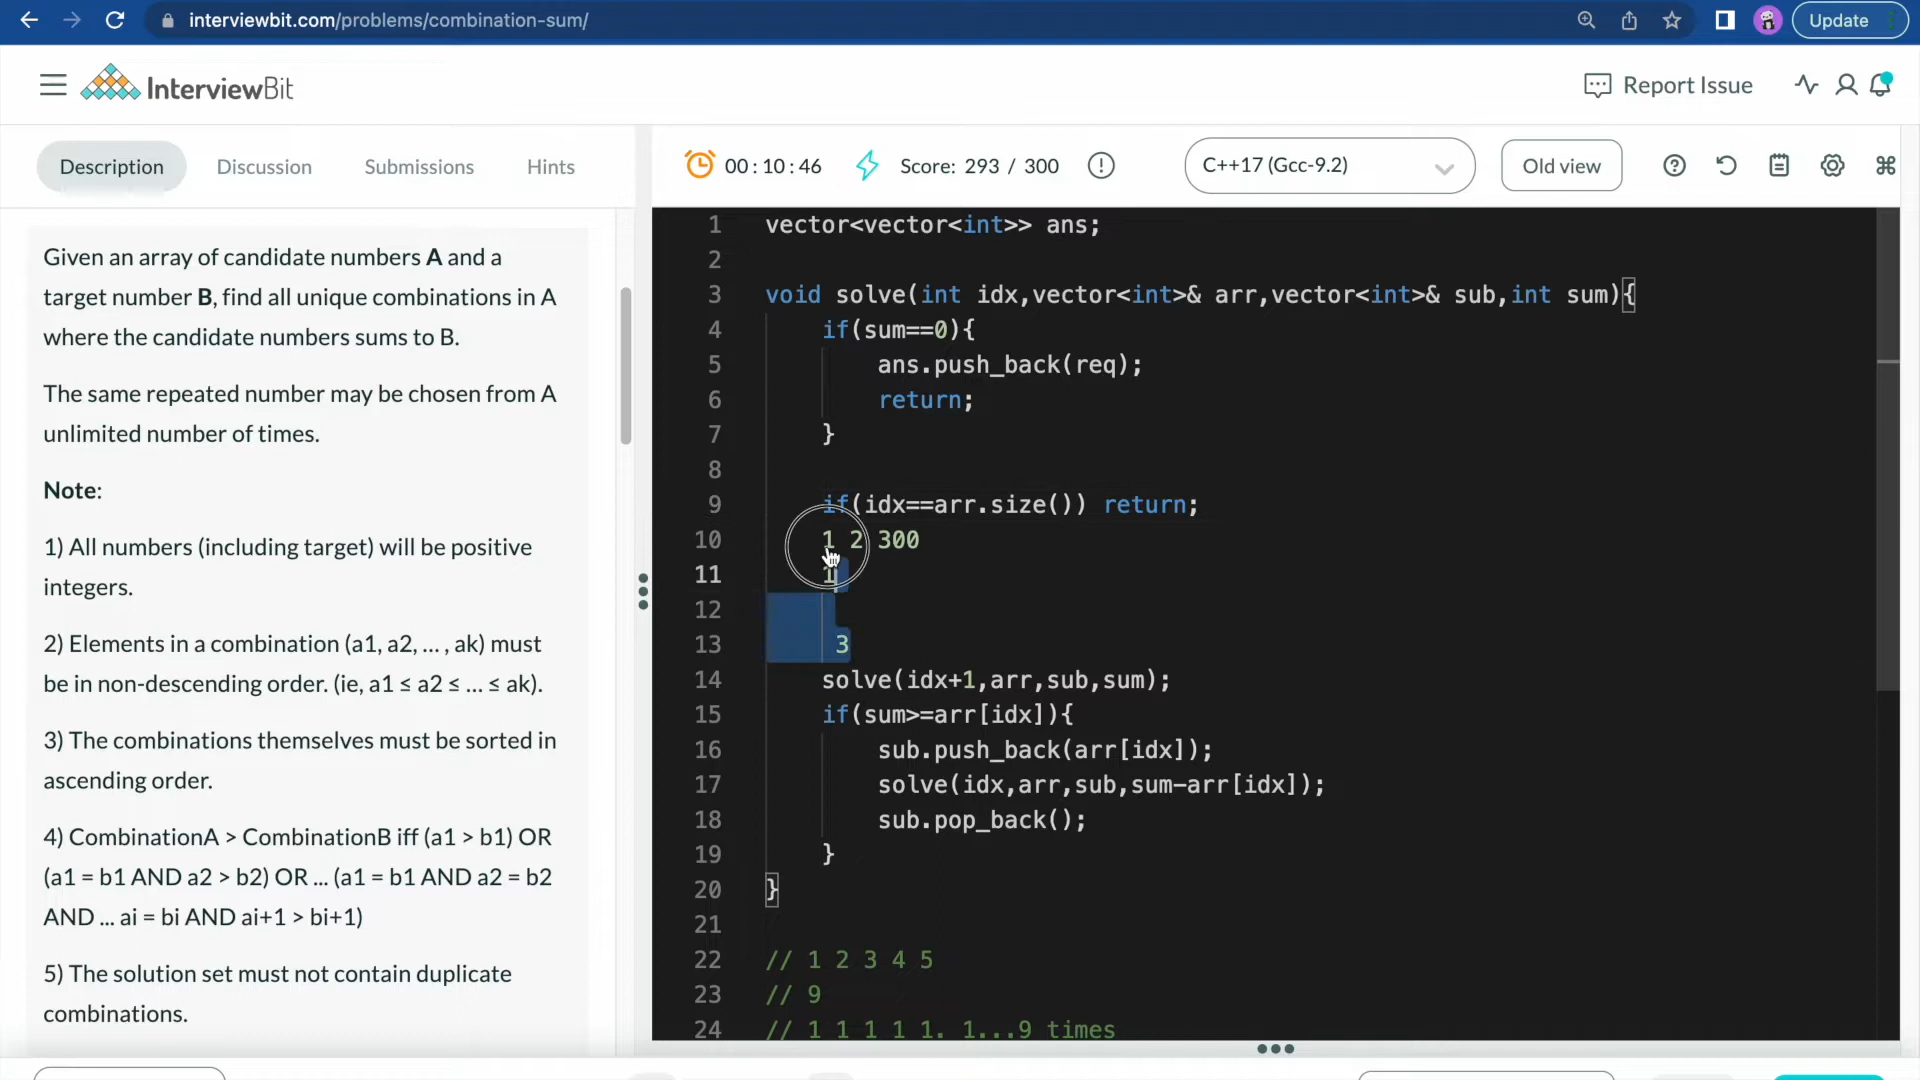 interviewbit.com/problems/combination-sum/
Update
InterviewBit
Report Issue
Description
Discussion
Submissions
Hints
00:10:46
Score: 293 / 300
C++17 (Gcc-9.2)
Old view
Given an array of candidate numbers A and a
target number B, find all unique combinations in A
where the candidate numbers sums to B.
The same repeated number may be chosen from A
unlimited number of times.
Note:
1) All numbers (including target) will be positive
integers.
2) Elements in a combination (a1, a2, … , ak) must
be in non-descending order. (ie, a1 ≤ a2 ≤ … ≤ ak).
3) The combinations themselves must be sorted in
ascending order.
4) CombinationA > CombinationB iff (a1 > b1) OR
(a1 = b1 AND a2 > b2) OR … (a1 = b1 AND a2 = b2
AND … ai = bi AND ai+1 > bi+1)
5) The solution set must not contain duplicate
combinations.
1 vector<vector<int>> ans;
2
3 void solve(int idx,vector<int>& arr,vector<int>& sub,int sum){
4 if(sum==0){
5 ans.push_back(req);
6 return;
7 }
8
9 if(idx==arr.size()) return;
10 1 2 300
11 1
12
13 3
14 solve(idx+1,arr,sub,sum);
15 if(sum>=arr[idx]){
16 sub.push_back(arr[idx]);
17 solve(idx,arr,sub,sum-arr[idx]);
18 sub.pop_back();
19 }
20 }
21
22 // 1 2 3 4 5
23 // 9
24 // 1 1 1 1 1. 1...9 times